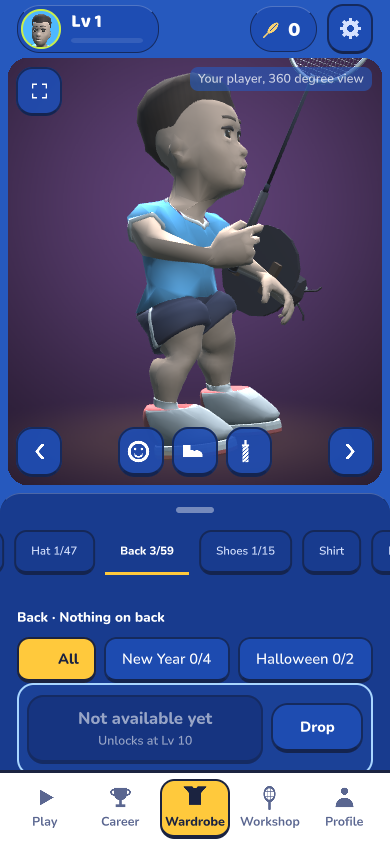 Lv 1
0
Your player, 360 degree view
Hat 1/47
Back 3/59
Shoes 1/15
Shirt
Back · Nothing on back
All
New Year 0/4
Halloween 0/2
Not available yet
Unlocks at Lv 10
Drop
Play
Career
Wardrobe
Workshop
Profile